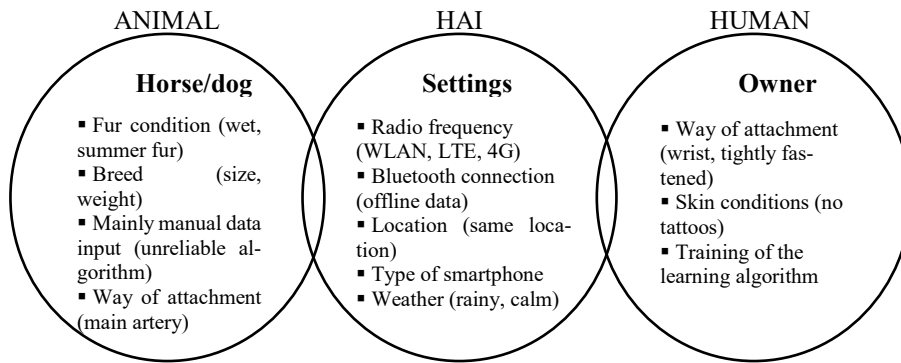 ANIMAL
HAI
HUMAN
Horse/dog
▪ Fur condition (wet,
summer fur)
▪ Breed (size,
weight)
▪ Mainly manual data
input (unreliable al-
gorithm)
▪ Way of attachment
(main artery)
Settings
▪ Radio frequency
(WLAN, LTE, 4G)
▪ Bluetooth connection
(offline data)
▪ Location (same loca-
tion)
▪ Type of smartphone
▪ Weather (rainy, calm)
Owner
▪ Way of attachment
(wrist, tightly fas-
tened)
▪ Skin conditions (no
tattoos)
▪ Training of the
learning algorithm